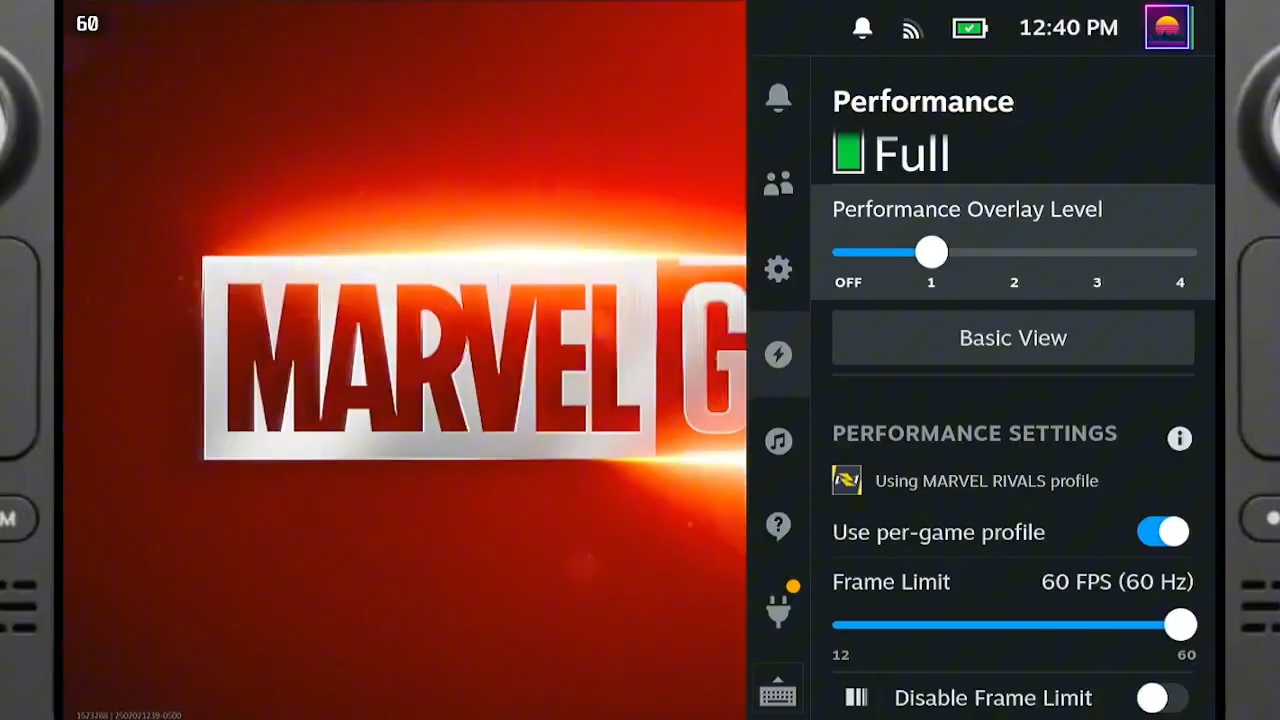 60
12:40 PM
MARVEL G
Performance
Full
Performance Overlay Level
OFF 1 2 3 4
Basic View
PERFORMANCE SETTINGS
Using MARVEL RIVALS profile
Use per-game profile
Frame Limit 60 FPS (60 Hz)
12 60
Disable Frame Limit